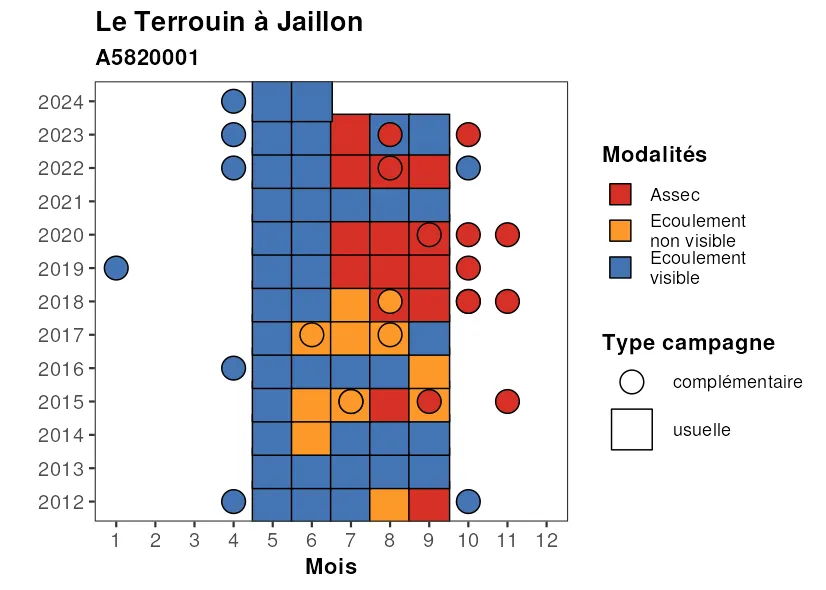 Le Terrouin à Jaillon
A5820001
2024
2023
2022
2021
2020
2019
2018
2017
2016
2015
2014
2013
2012
1 2 3 4 5 6 7 8 9 10 11 12
Mois
Modalités
Assec
Ecoulement
non visible
Ecoulement
visible
Type campagne
complémentaire
usuelle